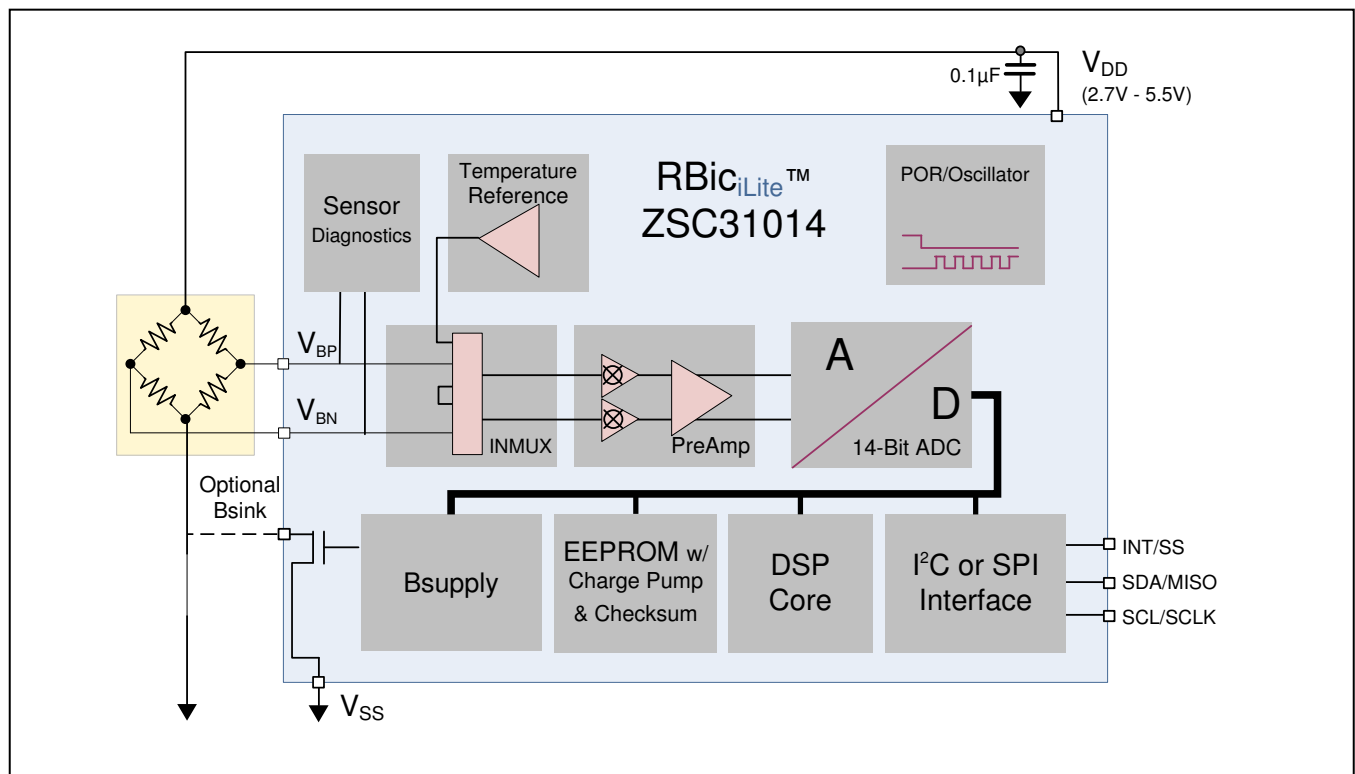 0.1µF
V_DD
(2.7V - 5.5V)
Sensor
Diagnostics
Temperature
Reference
RBic_iLite™
ZSC31014
POR/Oscillator
V_BP
V_BN
INMUX
PreAmp
A
D
14-Bit ADC
Optional
Bsink
Bsupply
EEPROM w/
Charge Pump
& Checksum
DSP
Core
I²C or SPI
Interface
INT/SS
SDA/MISO
SCL/SCLK
V_SS